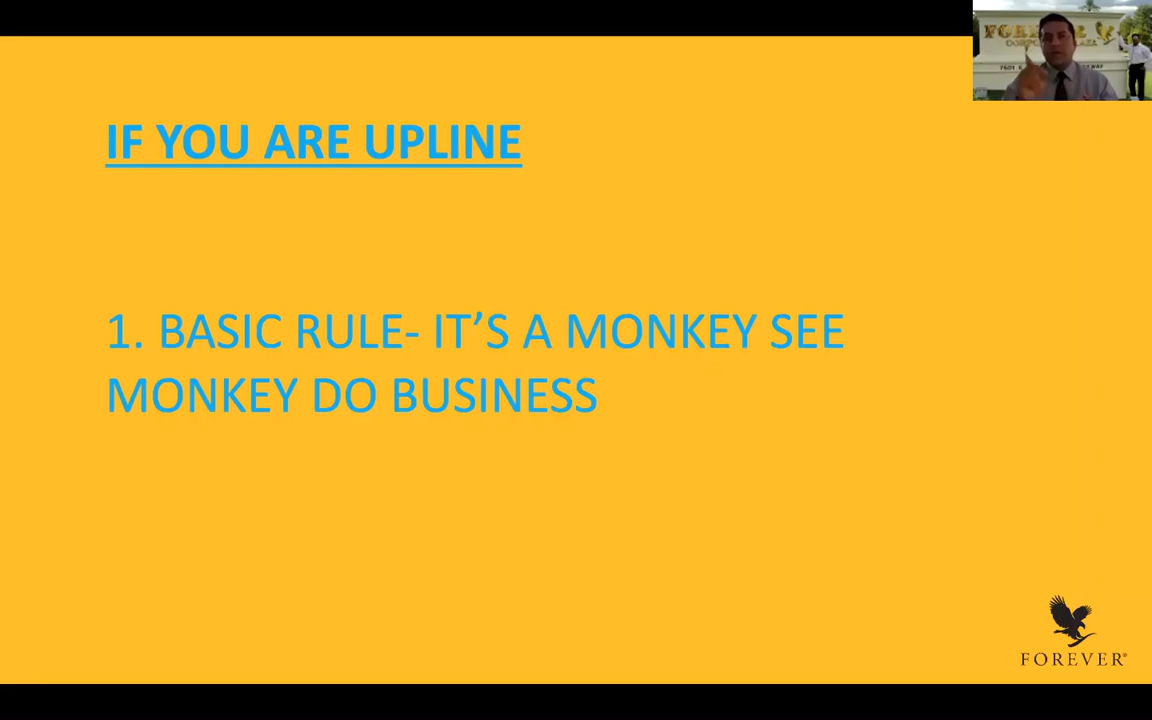 IF YOU ARE UPLINE
1. BASIC RULE- IT’S A MONKEY SEE
MONKEY DO BUSINESS
FOREVER®